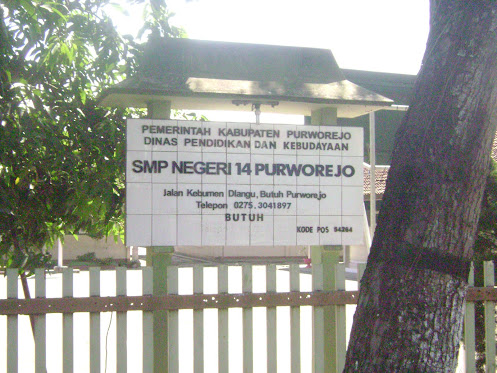 PEMERINTAH KABUPATEN PURWOREJO
DINAS PENDIDIKAN DAN KEBUDAYAAN
SMP NEGERI 14 PURWOREJO
Jalan Kebumen Dlangu, Butuh Purworejo
Telepon 0275, 3041897
BUTUH
KODE POS 54264